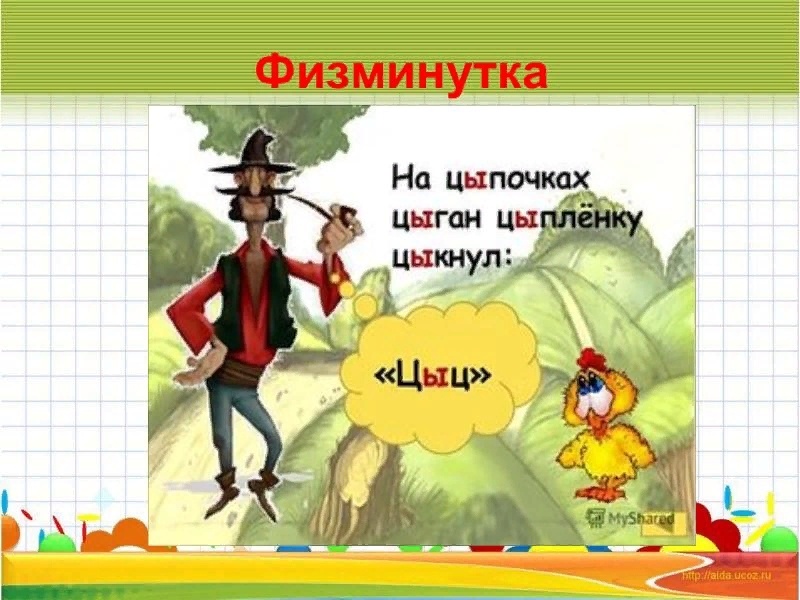 Физминутка
На цыпочках
цыган цыплёнку
цыкнул:
«Цыц»
MyShared
http://aida.ucoz.ru